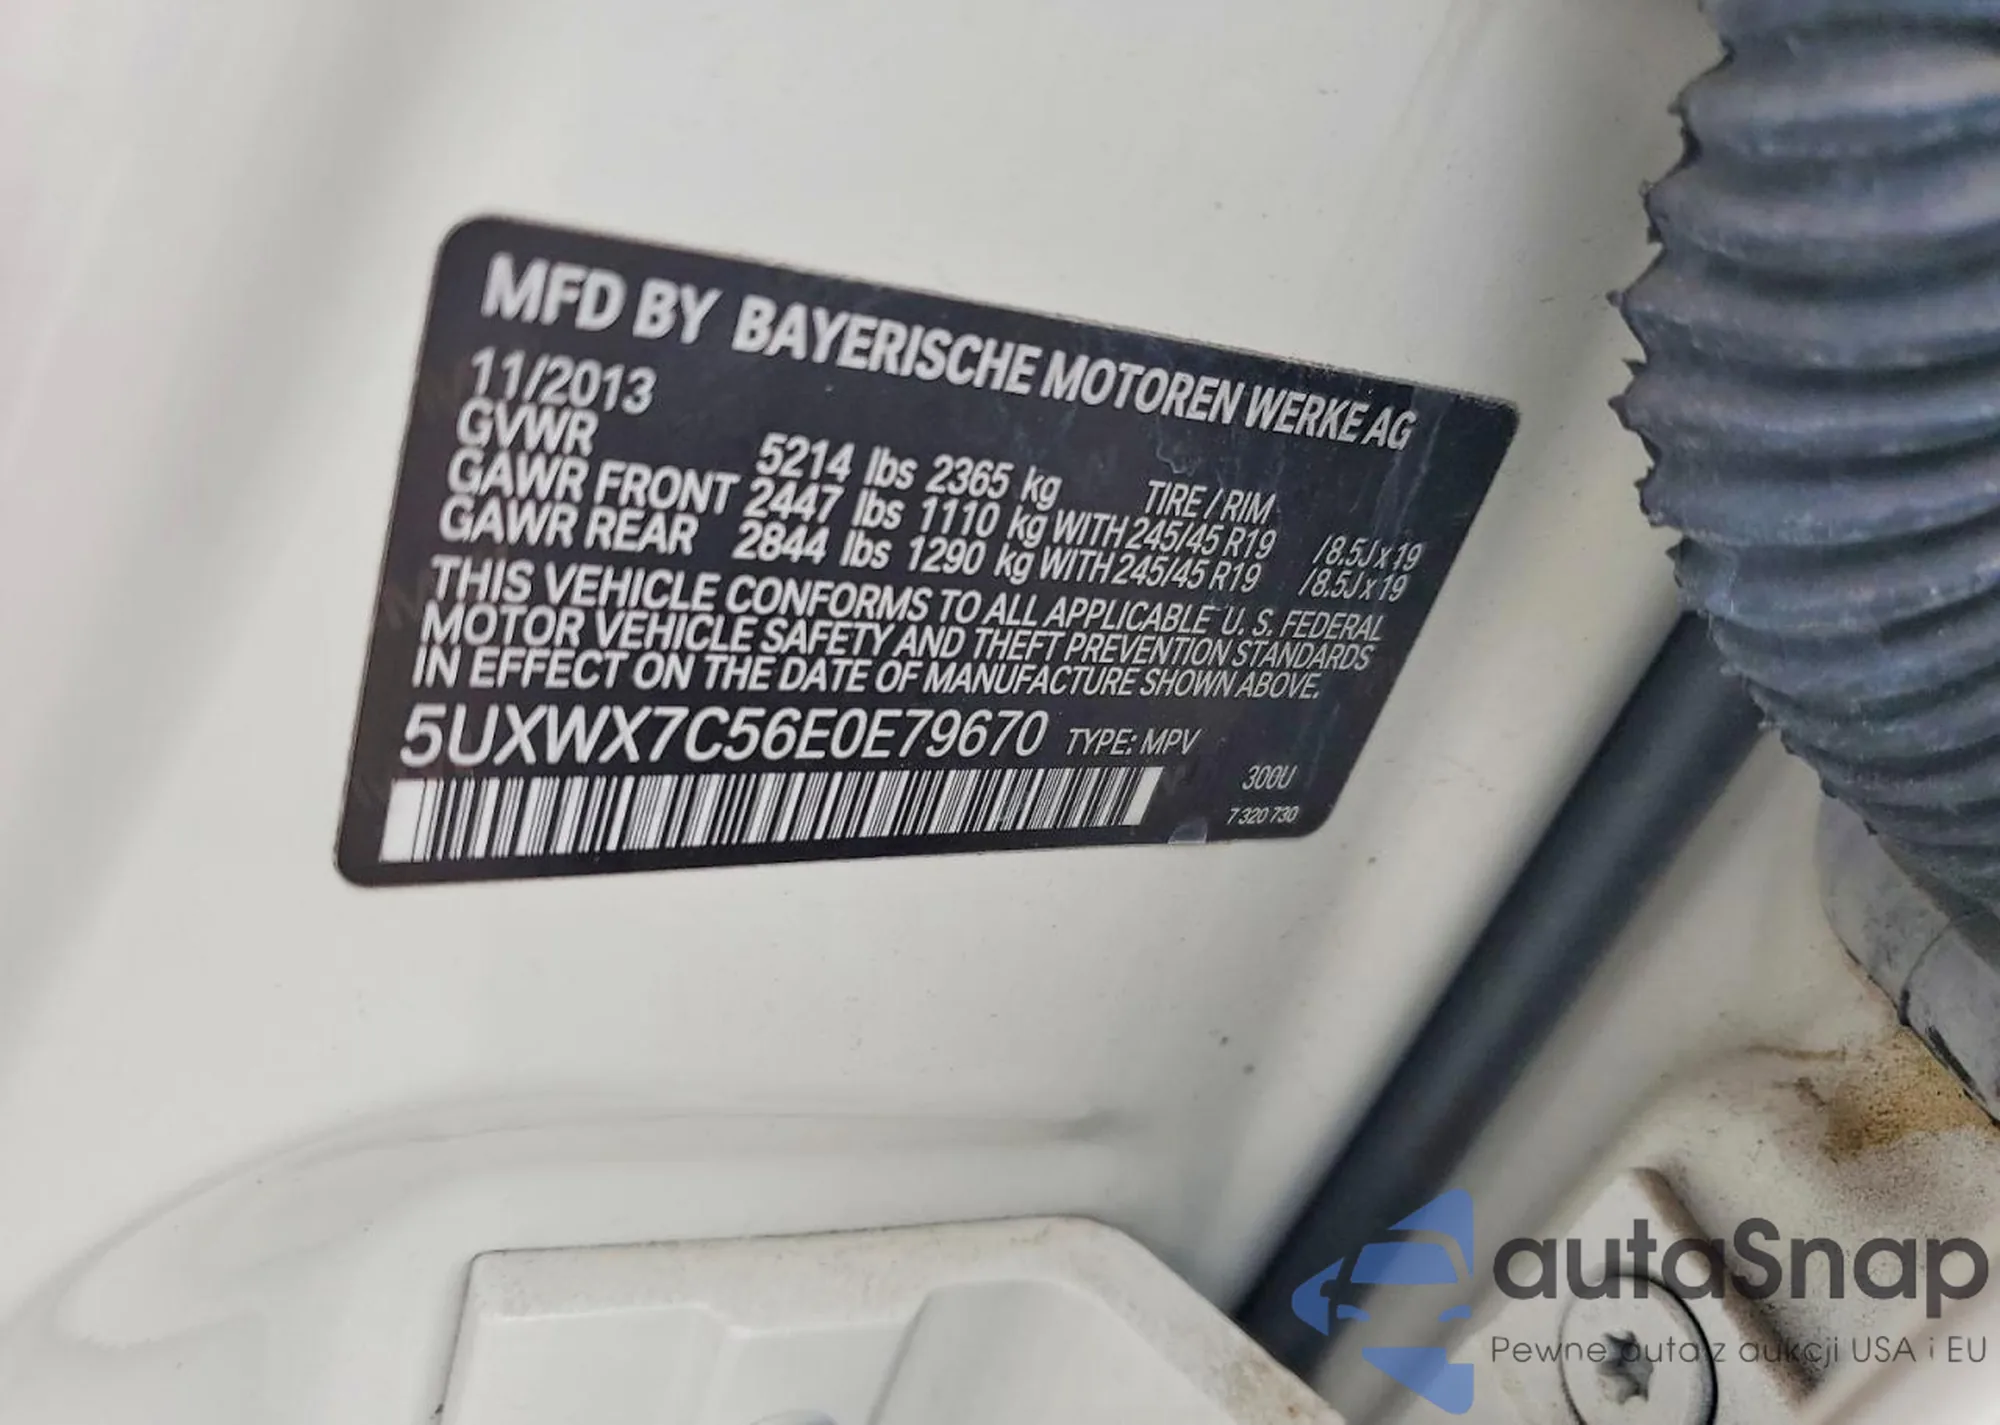 MFD BY BAYERISCHE MOTOREN WERKE AG
11/2013
GVWR 5214 lbs 2365 kg TIRE / RIM
GAWR FRONT 2447 lbs 1110 kg WITH 245/45 R19 /8.5J x 19
GAWR REAR 2844 lbs 1290 kg WITH 245/45 R19 /8.5J x 19
THIS VEHICLE CONFORMS TO ALL APPLICABLE U. S. FEDERAL
MOTOR VEHICLE SAFETY AND THEFT PREVENTION STANDARDS
IN EFFECT ON THE DATE OF MANUFACTURE SHOWN ABOVE.
5UXWX7C56E0E79670 TYPE: MPV
300U
7 320 730
autaSnap
Pewne auta z aukcji USA i EU